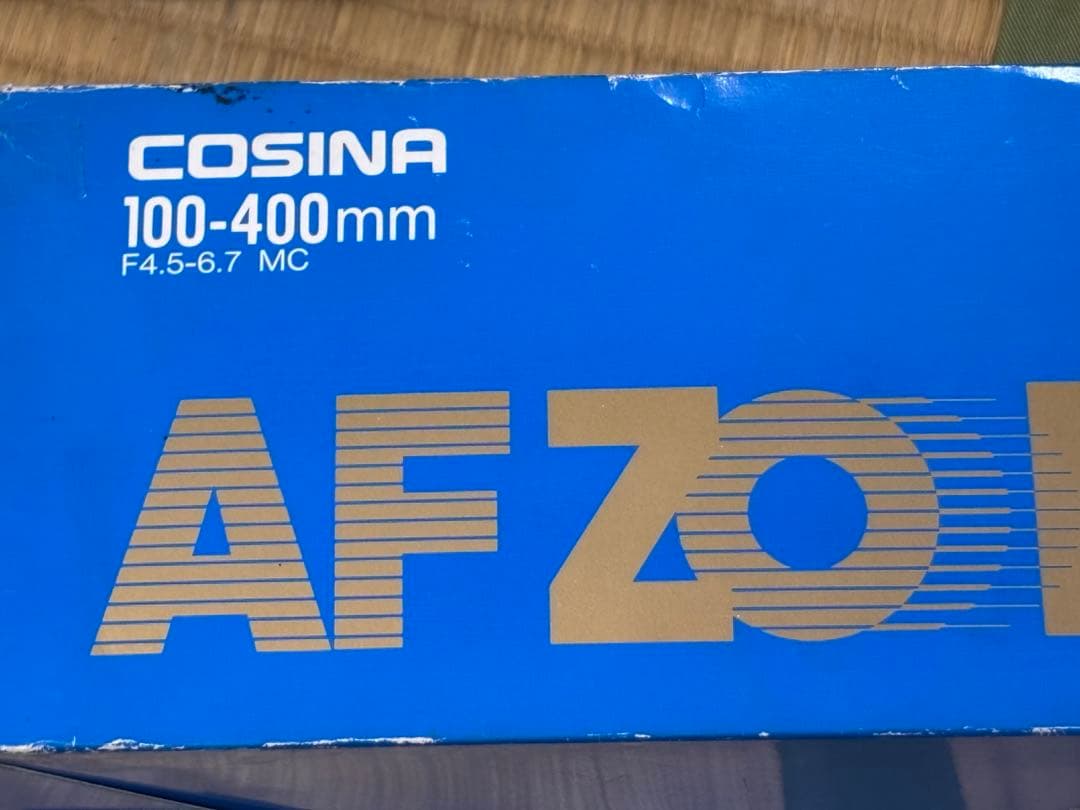 COSINA
100-400mm
F4.5-6.7 MC
AF ZO